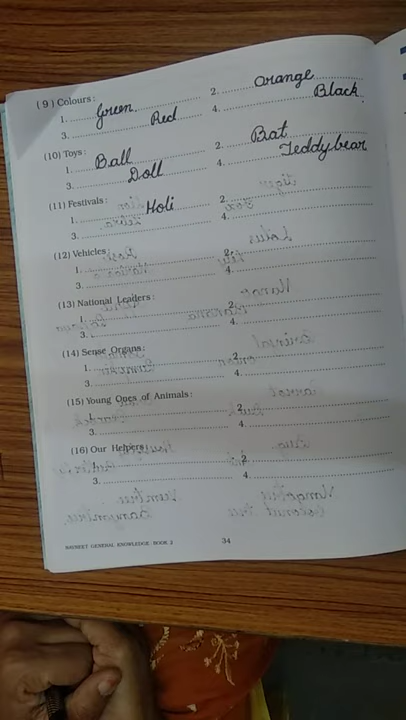 ( 9 ) Colours :
1. Green 2. Orange
3. Red 4. Black
(10) Toys :
1. Ball 2. Bat
3. Doll 4. Teddybear
(11) Festivals :
1. Holi 2.
3. 4.
(12) Vehicles :
1. 2.
3. 4.
(13) National Leaders :
1. 2.
3. 4.
(14) Sense Organs :
1. 2.
3. 4.
(15) Young Ones of Animals :
1. 2.
3. 4.
(16) Our Helpers :
1. 2.
3. 4.
GENERAL KNOWLEDGE : BOOK 2 34